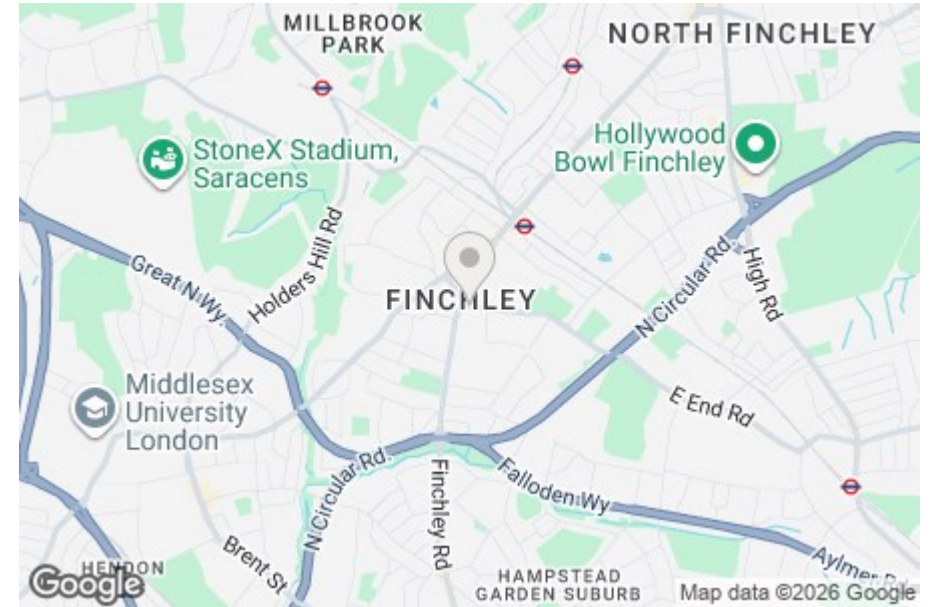 MILLBROOK
PARK
NORTH FINCHLEY
StoneX Stadium,
Saracens
Hollywood
Bowl Finchley
Holders Hill Rd
Great N Wy.
FINCHLEY
N Circular Rd.
High Rd
Middlesex
University
London
E End Rd
N Circular Rd.
Finchley Rd
Falloden Wy
Brent St
HENDON
HAMPSTEAD
GARDEN SUBURB
Aylmer Rd
Google
Map data ©2026 Google